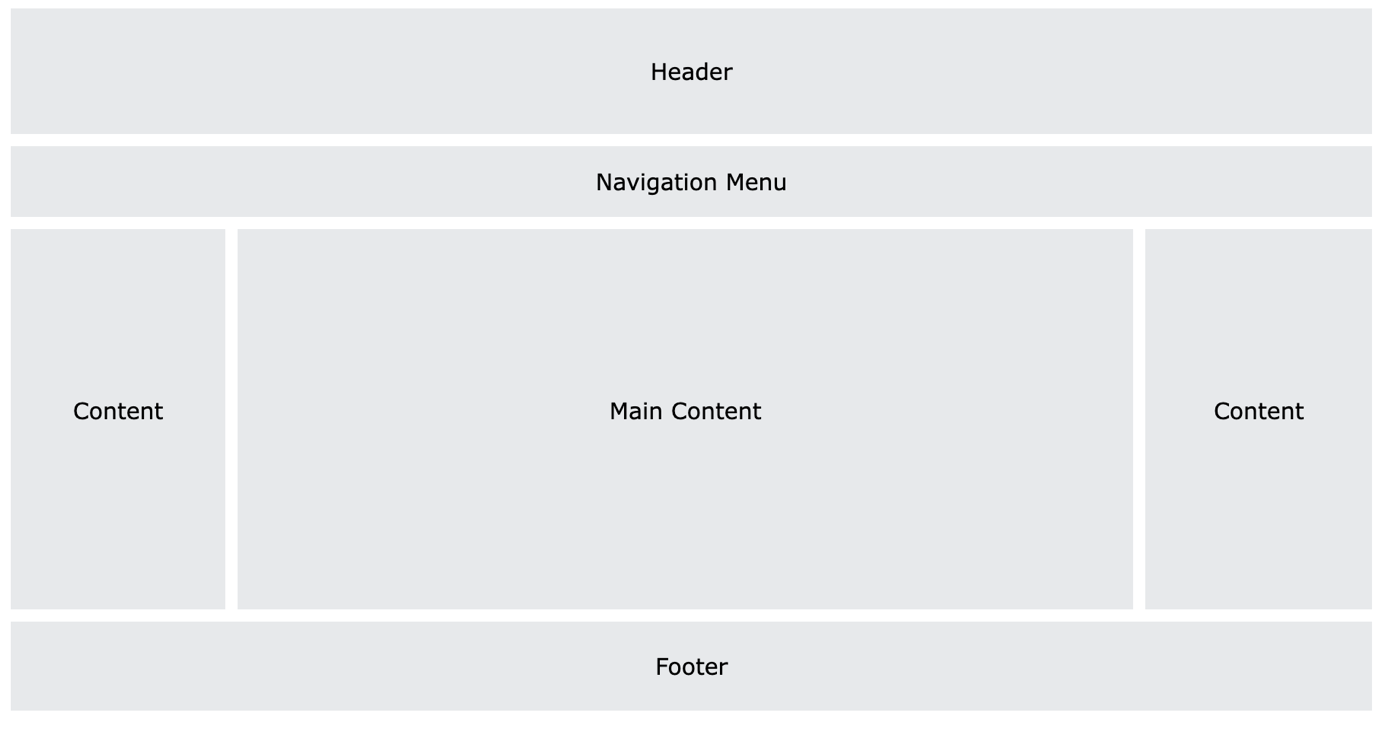 Header
Navigation Menu
Content
Main Content
Content
Footer